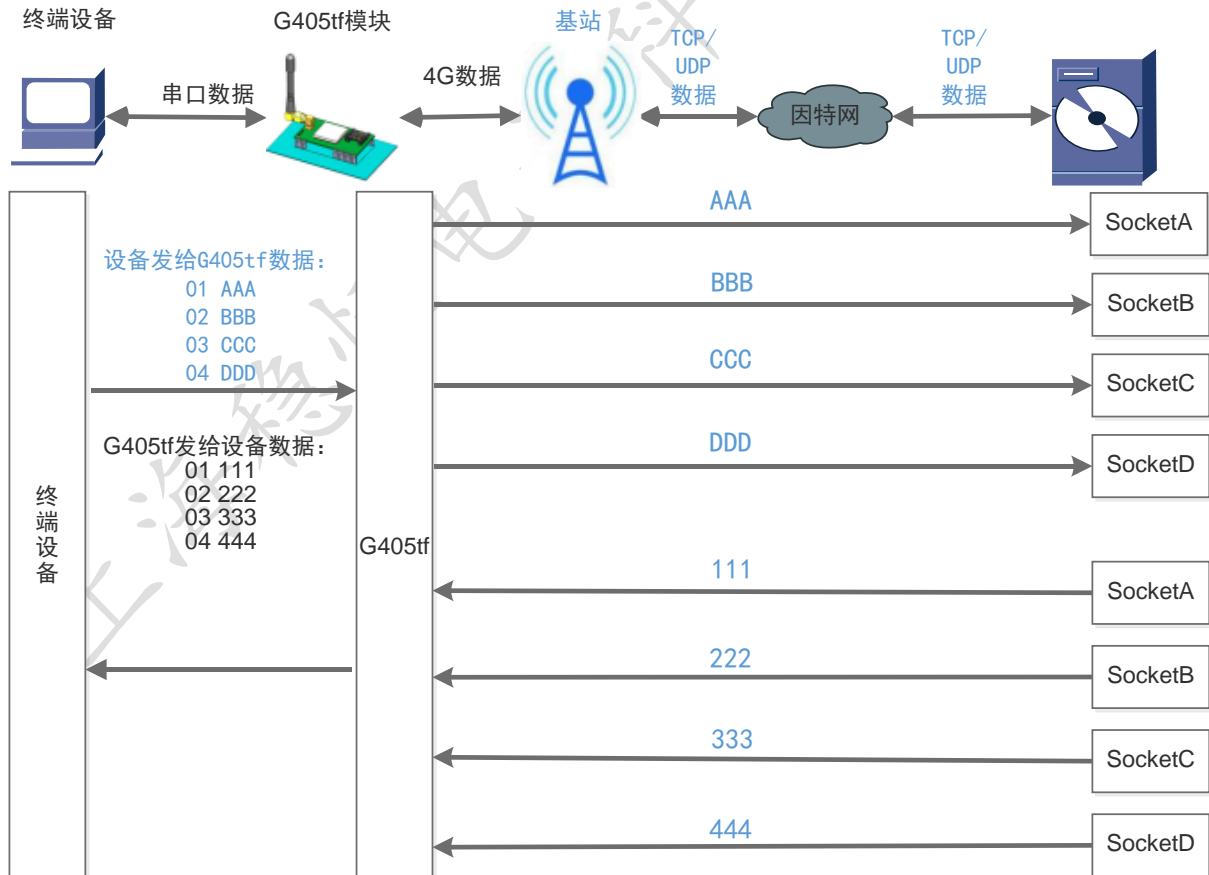 终端设备
G405tf模块
基站
串口数据
4G数据
TCP/
UDP
数据
因特网
TCP/
UDP
数据
AAA
SocketA
设备发给G405tf数据:
01 AAA
02 BBB
03 CCC
04 DDD
BBB
SocketB
CCC
SocketC
DDD
SocketD
G405tf发给设备数据:
01 111
02 222
03 333
04 444
终端设备
G405tf
111
SocketA
222
SocketB
333
SocketC
444
SocketD
上海稳
电